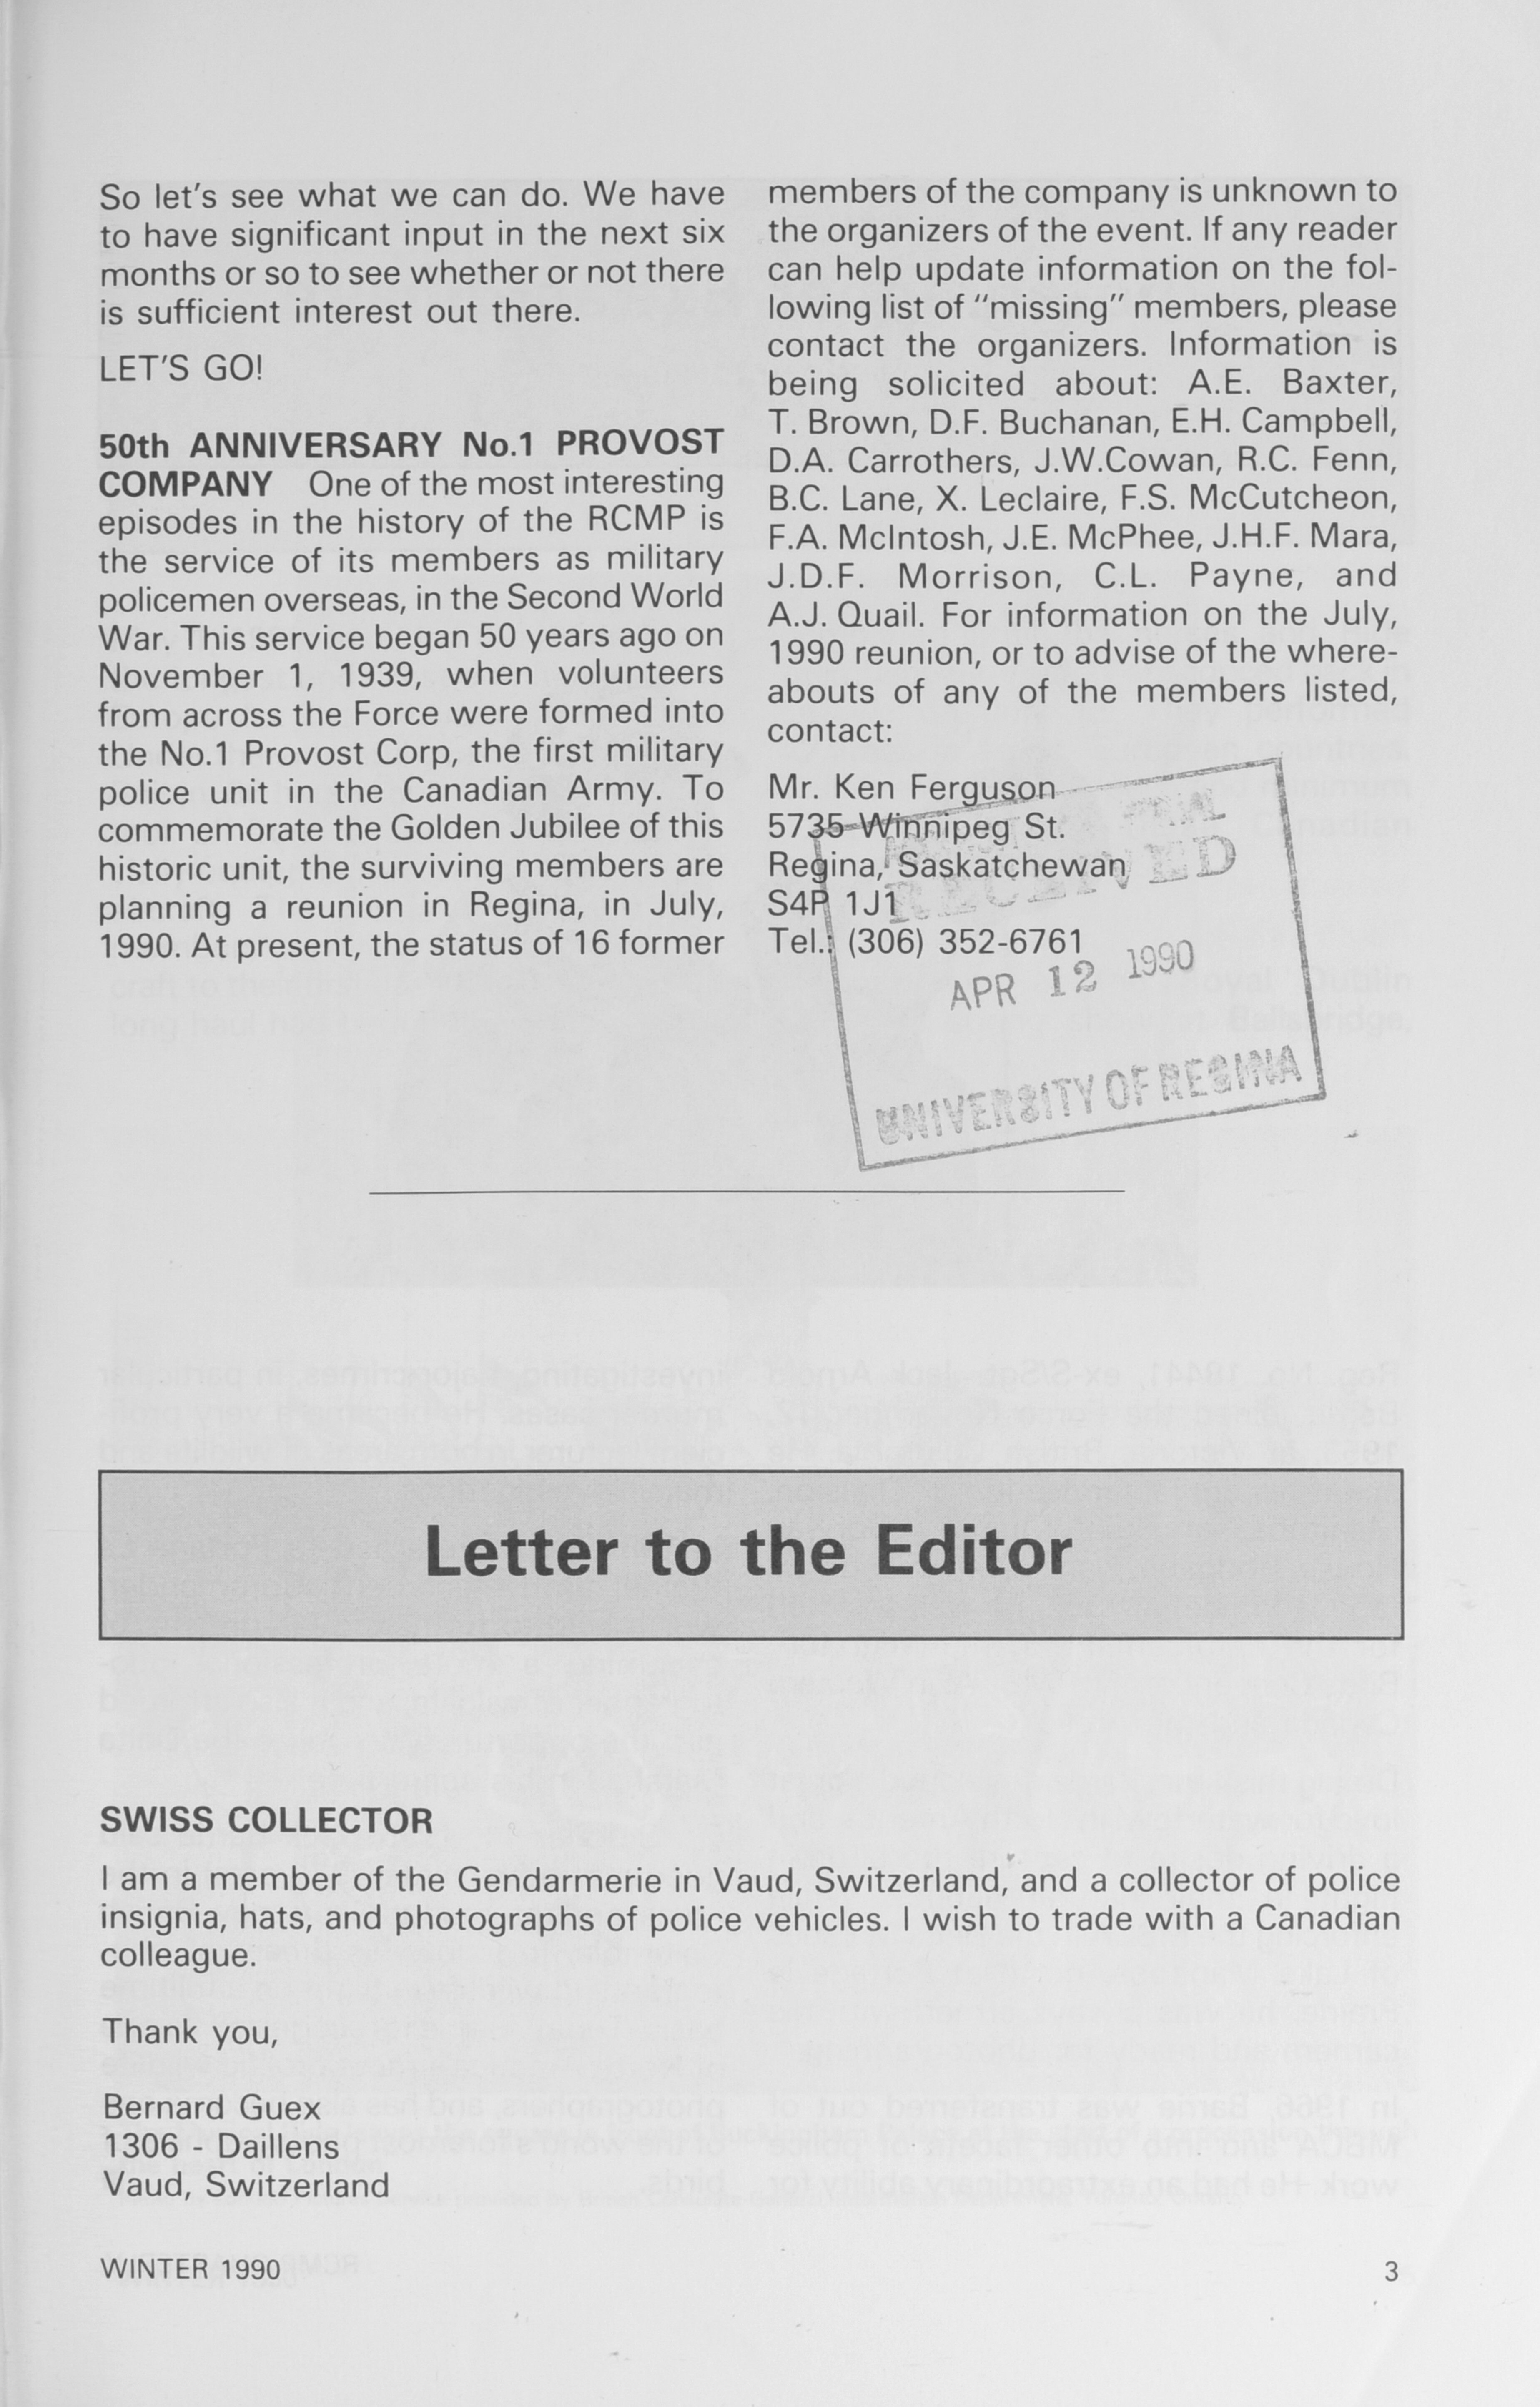 So let's see what we can do. We have
to have significant input in the next six
months or so to see whether or not there
is sufficient interest out there.
LET'S GO!
50th ANNIVERSARY No.1 PROVOST
COMPANY One of the most interesting
episodes in the history of the RCMP is
the service of its members as military
policemen overseas, in the Second World
War. This service began 50 years ago on
November 1, 1939, when volunteers
from across the Force were formed into
the No.1 Provost Corp, the first military
police unit in the Canadian Army. To
commemorate the Golden Jubilee of this
historic unit, the surviving members are
planning a reunion in Regina, in July,
1990. At present, the status of 16 former
members of the company is unknown to
the organizers of the event. If any reader
can help update information on the fol-
lowing list of "missing" members, please
contact the organizers. Information is
being solicited about: A.E. Baxter,
T. Brown, D.F. Buchanan, E.H. Campbell,
D.A. Carrothers, J.W.Cowan, R.C. Fenn,
B.C. Lane, X. Leclaire, F.S. McCutcheon,
F.A. McIntosh, J.E. McPhee, J.H.F. Mara,
J.D.F. Morrison, C.L. Payne, and
A.J. Quail. For information on the July,
1990 reunion, or to advise of the where-
abouts of any of the members listed,
contact:
Mr. Ken Ferguson
5735 Winnipeg St.
Regina, Saskatchewan
S4P 1J1
Tel.: (306) 352-6761
RECEIVED
APR 12 1990
UNIVERSITY OF REGINA
Letter to the Editor
SWISS COLLECTOR
I am a member of the Gendarmerie in Vaud, Switzerland, and a collector of police
insignia, hats, and photographs of police vehicles. I wish to trade with a Canadian
colleague.
Thank you,
Bernard Guex
1306 - Daillens
Vaud, Switzerland
WINTER 1990
3